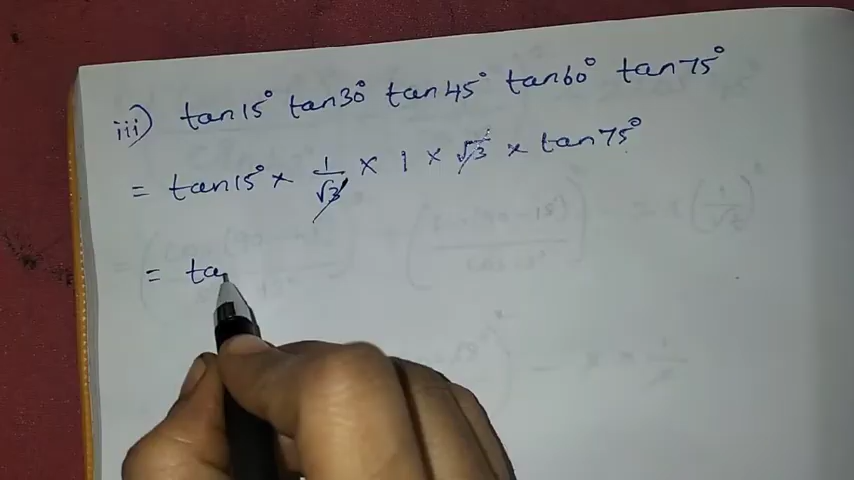 iii) tan15° tan30° tan45° tan60° tan75°
= tan15° × 1/√3 × 1 × √3 × tan75°
= ta